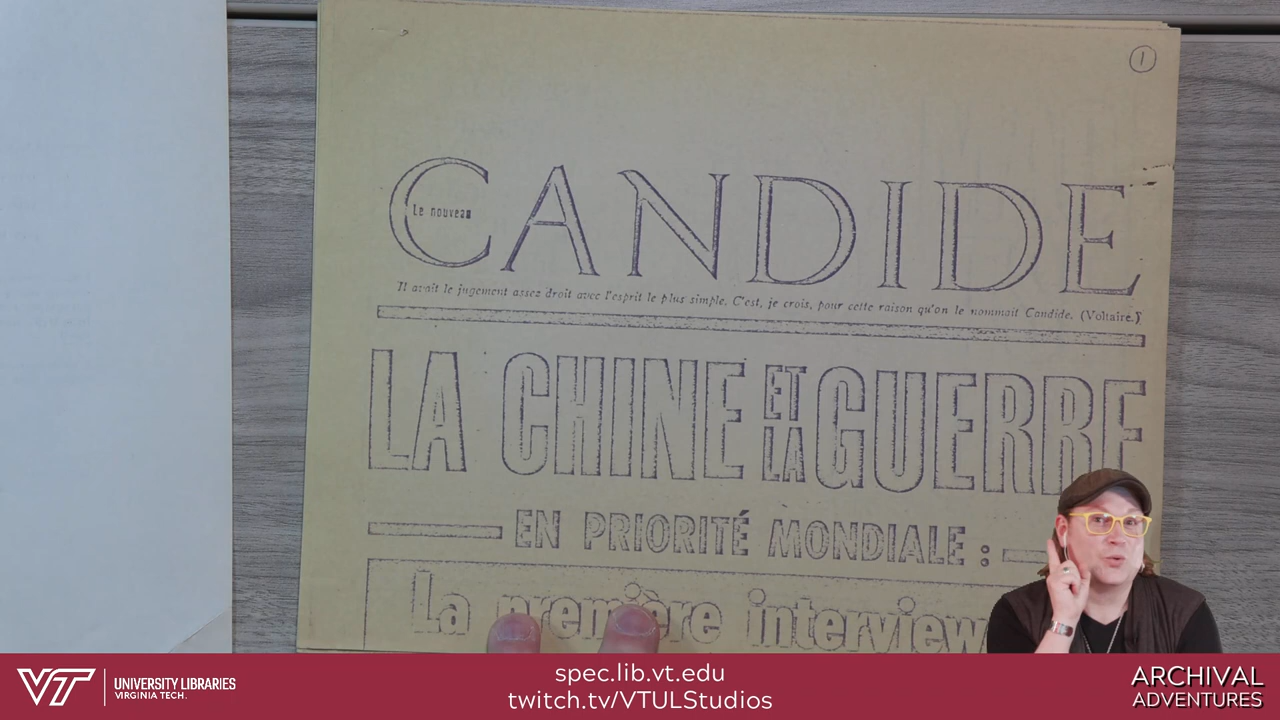 1
CANDIDE
Le nouveau
Il avait le jugement assez droit avec l'esprit le plus simple. C'est, je crois, pour cette raison qu'on le nommait Candide. (Voltaire.)
LA CHINE ET LA GUERRE
EN PRIORITÉ MONDIALE :
La première interview
VT UNIVERSITY LIBRARIES
VIRGINIA TECH.
spec.lib.vt.edu
twitch.tv/VTULStudios
ARCHIVAL
ADVENTURES